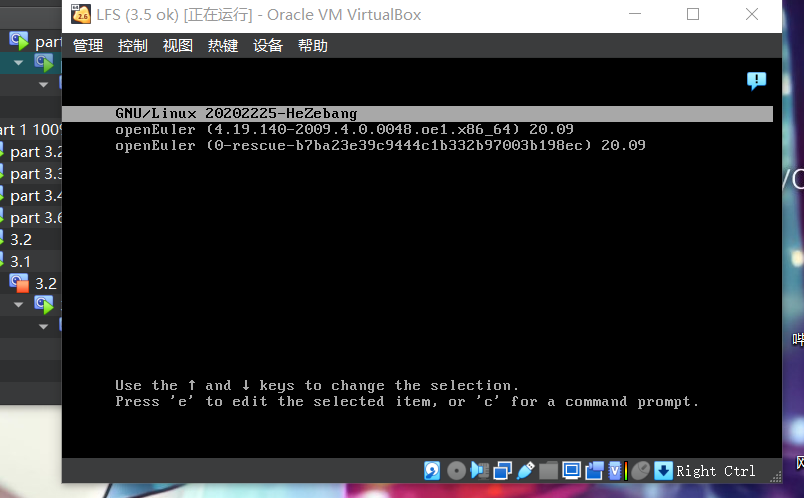 LFS (3.5 ok) [正在运行] - Oracle VM VirtualBox
管理 控制 视图 热键 设备 帮助
part
GNU/Linux 20202225-HeZebang
openEuler (4.19.140-2009.4.0.0048.oe1.x86_64) 20.09
openEuler (0-rescue-b7ba23e39c9444c1b332b97003b198ec) 20.09
art 1 100%
part 3.2
part 3.3
part 3.4
part 3.6
3.2
3.1
3.2
Use the ↑ and ↓ keys to change the selection.
Press 'e' to edit the selected item, or 'c' for a command prompt.
Right Ctrl